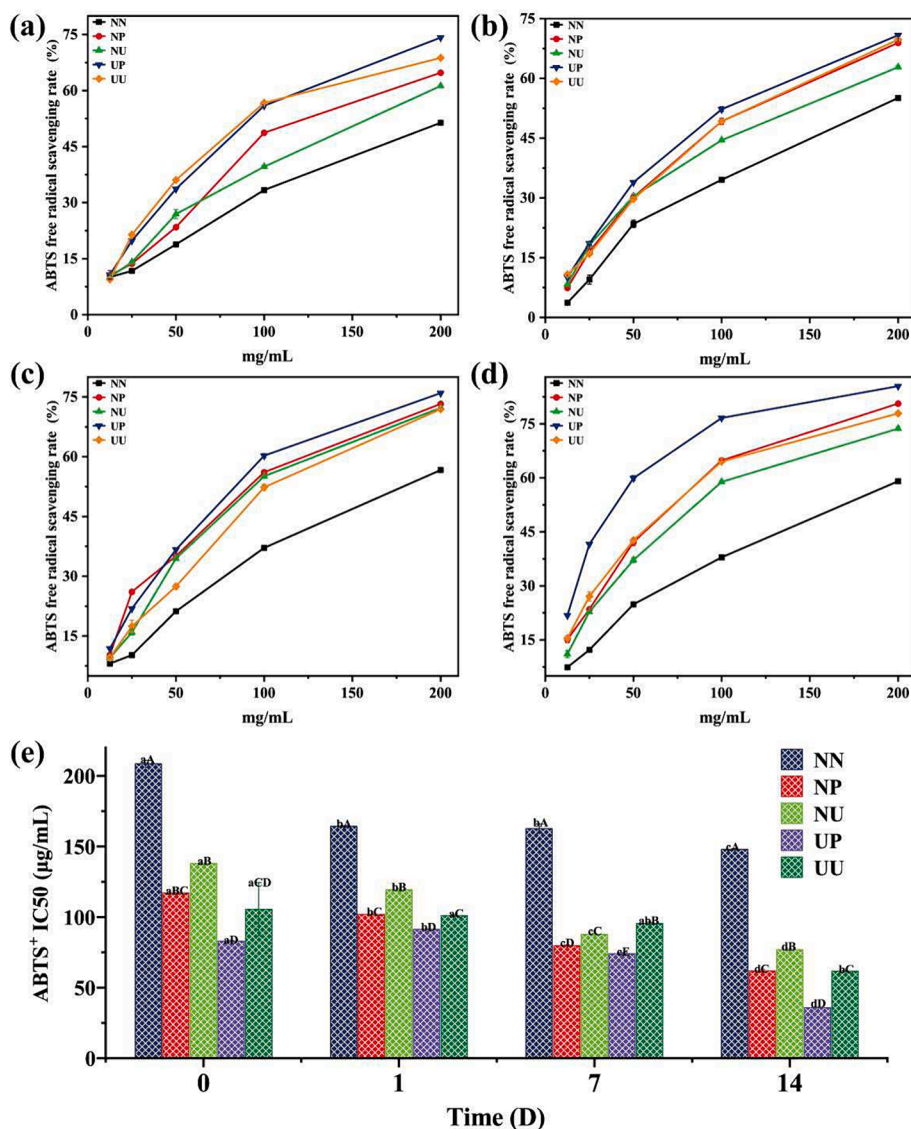 (a)
NN
NP
NU
UP
UU
ABTS free radical scavenging rate (%)
75
60
45
30
15
0
0 50 100 150 200
mg/mL
(b)
NN
NP
NU
UP
UU
ABTS free radical scavenging rate (%)
75
60
45
30
15
0
0 50 100 150 200
mg/mL
(c)
NN
NP
NU
UP
UU
ABTS free radical scavenging rate (%)
75
60
45
30
15
0 50 100 150 200
mg/mL
(d)
NN
NP
NU
UP
UU
ABTS free radical scavenging rate (%)
75
60
45
30
15
0 50 100 150 200
mg/mL
(e)
NN
NP
NU
UP
UU
ABTS⁺ IC50 (μg/mL)
200
150
100
50
0
aA aBC aB aD aCD
bA bC bB bD aC
bA cD cC cE abB
cA dC dB dD bC
0 1 7 14
Time (D)